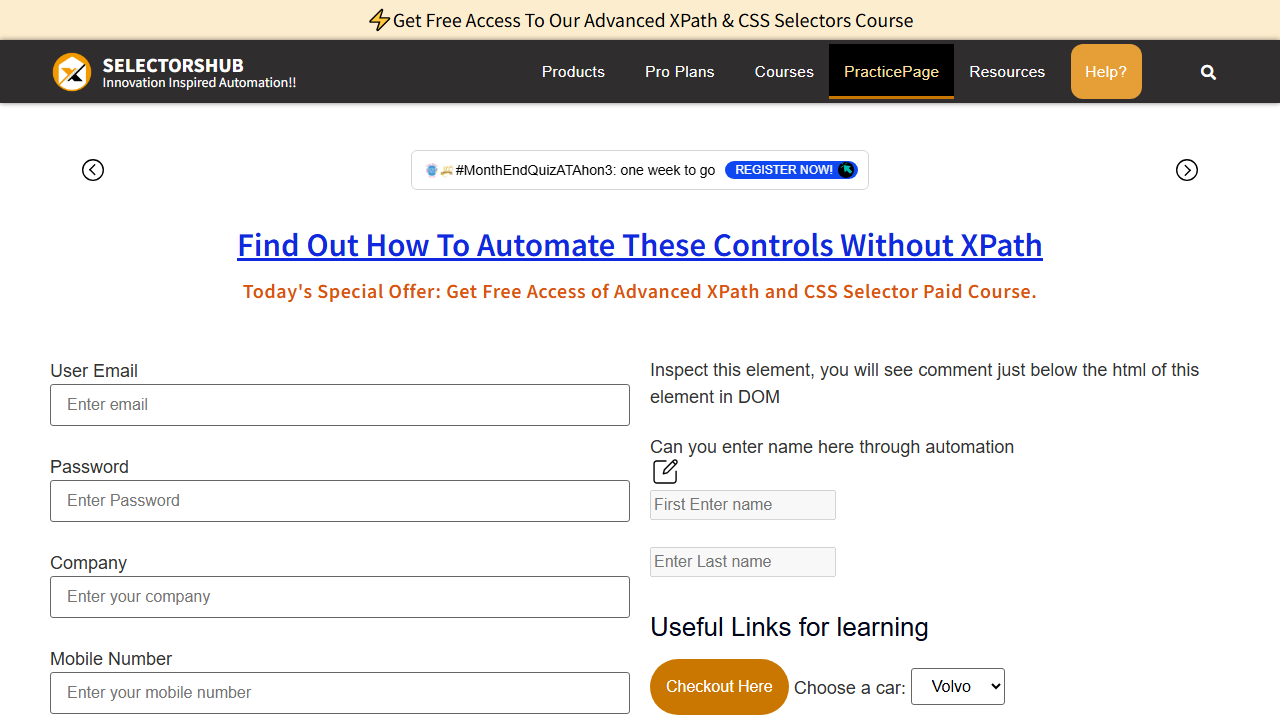 ⚡Get Free Access To Our Advanced XPath & CSS Selectors Course
SELECTORSHUB
Innovation Inspired Automation!!
Products
Pro Plans
Courses
PracticePage
Resources
Help?
#MonthEndQuizATAhon3: one week to go
REGISTER NOW!
Find Out How To Automate These Controls Without XPath
Today's Special Offer: Get Free Access of Advanced XPath and CSS Selector Paid Course.
User Email
Enter email
Password
Enter Password
Company
Enter your company
Mobile Number
Enter your mobile number
Inspect this element, you will see comment just below the html of this
element in DOM
Can you enter name here through automation
First Enter name
Enter Last name
Useful Links for learning
Checkout Here
Choose a car:
Volvo